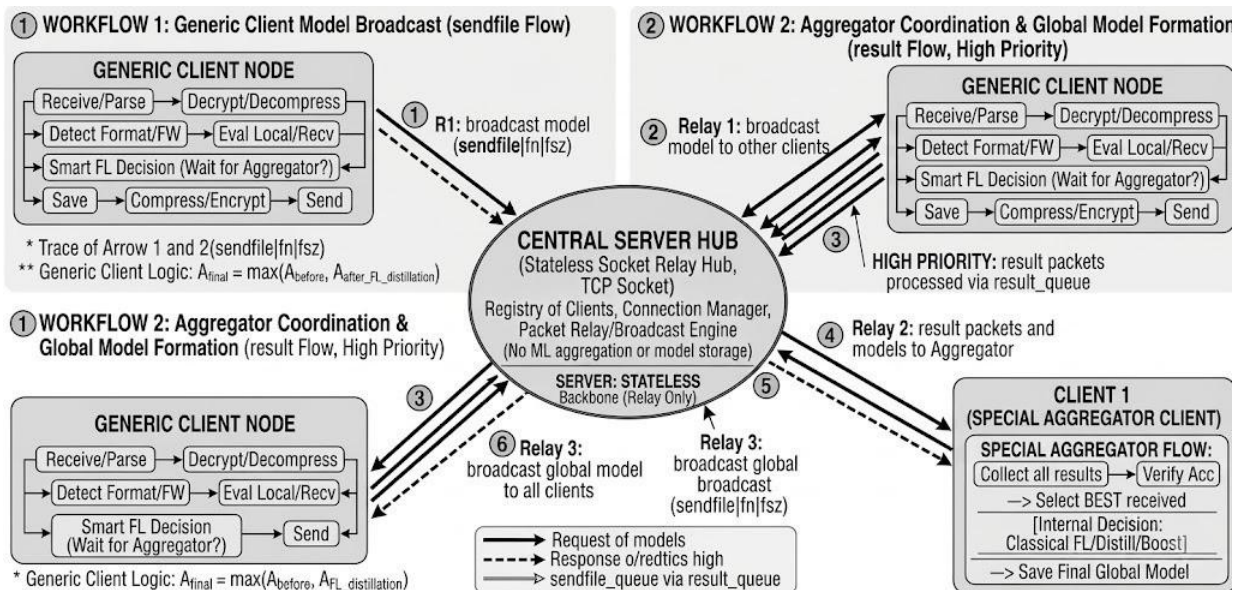 1 WORKFLOW 1: Generic Client Model Broadcast (sendfile Flow)
GENERIC CLIENT NODE
Receive/Parse Decrypt/Decompress
Detect Format/FW Eval Local/Recv
Smart FL Decision (Wait for Aggregator?)
Save Compress/Encrypt Send
* Trace of Arrow 1 and 2(sendfile|fn|fsz)
** Generic Client Logic: A_final = max(A_before, A_after_FL_distillation)
1
R1: broadcast model
(sendfile|fn|fsz)
2 WORKFLOW 2: Aggregator Coordination & Global Model Formation
(result Flow, High Priority)
GENERIC CLIENT NODE
Receive/Parse Decrypt/Decompress
Detect Format/FW Eval Local/Recv
Smart FL Decision (Wait for Aggregator?)
Save Compress/Encrypt Send
2 Relay 1: broadcast
model to other clients
3
HIGH PRIORITY: result packets
processed via result_queue
CENTRAL SERVER HUB
(Stateless Socket Relay Hub,
TCP Socket)
Registry of Clients, Connection Manager,
Packet Relay/Broadcast Engine
(No ML aggregation or model storage)
SERVER: STATELESS
Backbone (Relay Only)
1 WORKFLOW 2: Aggregator Coordination &
Global Model Formation (result Flow, High Priority)
GENERIC CLIENT NODE
Receive/Parse Decrypt/Decompress
Detect Format/FW Eval Local/Recv
Smart FL Decision
(Wait for Aggregator?)
Send
* Generic Client Logic: A_final = max(A_before, A_FL_distillation)
3
6 Relay 3:
broadcast global model
to all clients
Relay 3:
broadcast global
broadcast
(sendfile|fn|fsz)
4 Relay 2: result packets and
models to Aggregator
5
CLIENT 1
(SPECIAL AGGREGATOR CLIENT)
SPECIAL AGGREGATOR FLOW:
Collect all results Verify Acc
—> Select BEST received
[Internal Decision:
Classical FL/Distill/Boost]
—> Save Final Global Model
Request of models
Response o/redtics high
sendfile_queue via result_queue